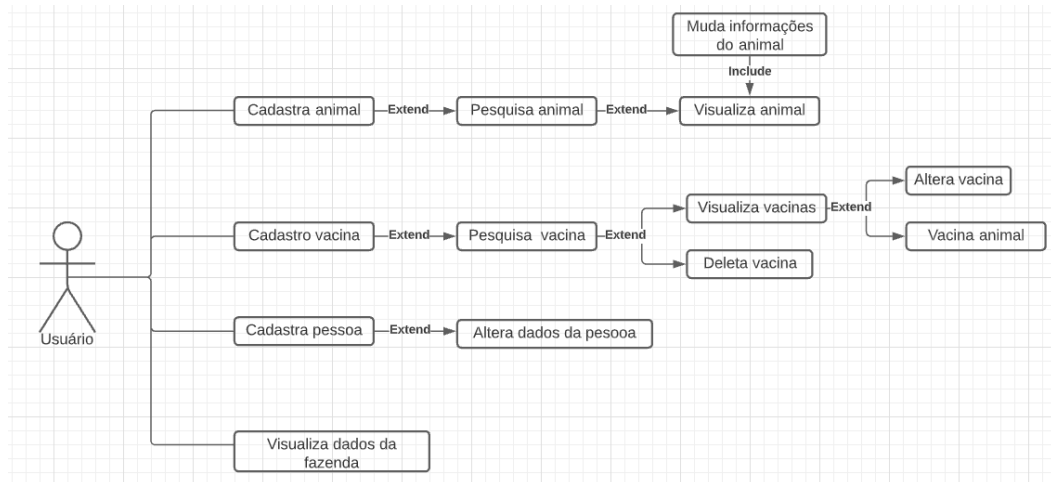 Muda informações
do animal
Include
Cadastra animal
Extend
Pesquisa animal
Extend
Visualiza animal
Altera vacina
Visualiza vacinas
Extend
Cadastro vacina
Extend
Pesquisa vacina
Extend
Vacina animal
Deleta vacina
Cadastra pessoa
Extend
Altera dados da pesooa
Usuário
Visualiza dados da
fazenda